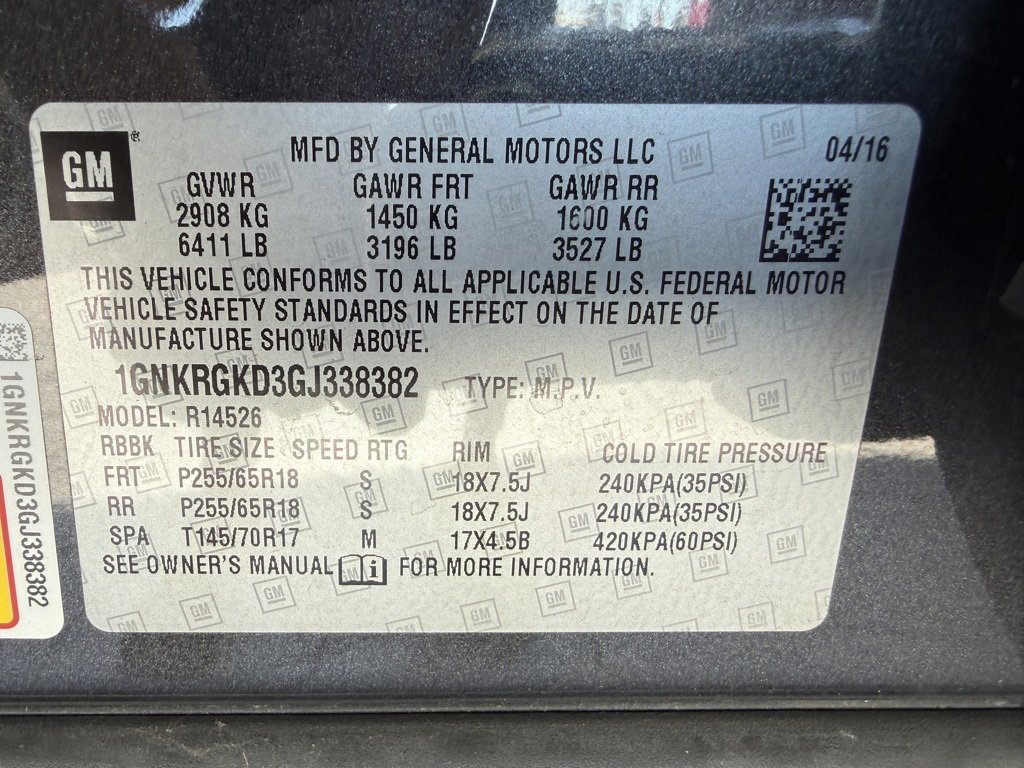 GM
®
MFD BY GENERAL MOTORS LLC 04/16
GVWR GAWR FRT GAWR RR
2908 KG 1450 KG 1600 KG
6411 LB 3196 LB 3527 LB
THIS VEHICLE CONFORMS TO ALL APPLICABLE U.S. FEDERAL MOTOR
VEHICLE SAFETY STANDARDS IN EFFECT ON THE DATE OF
MANUFACTURE SHOWN ABOVE.
1GNKRGKD3GJ338382 TYPE: M.P.V.
MODEL: R14526
RBBK TIRE SIZE SPEED RTG RIM COLD TIRE PRESSURE
FRT P255/65R18 S 18X7.5J 240KPA(35PSI)
RR P255/65R18 S 18X7.5J 240KPA(35PSI)
SPA T145/70R17 M 17X4.5B 420KPA(60PSI)
SEE OWNER'S MANUAL i FOR MORE INFORMATION.
1GNKRGKD3GJ338382